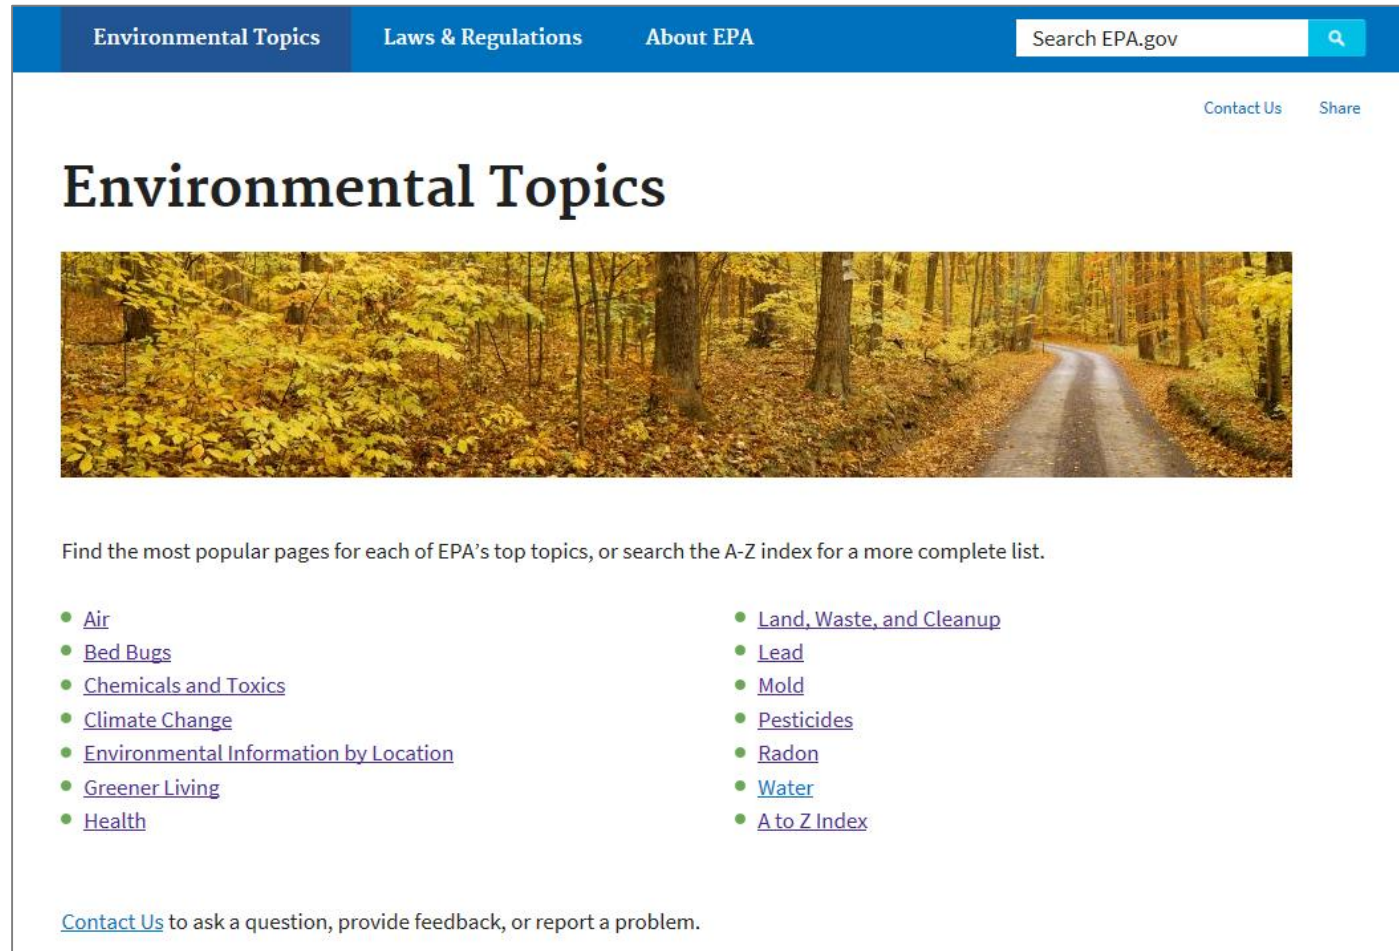 Environmental Topics Laws & Regulations About EPA Search EPA.gov
Contact Us Share
Environmental Topics
Find the most popular pages for each of EPA’s top topics, or search the A-Z index for a more complete list.
Air
Bed Bugs
Chemicals and Toxics
Climate Change
Environmental Information by Location
Greener Living
Health
Land, Waste, and Cleanup
Lead
Mold
Pesticides
Radon
Water
A to Z Index
Contact Us to ask a question, provide feedback, or report a problem.